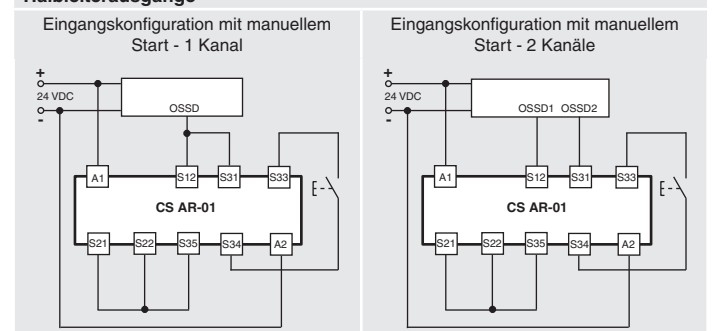 Halbleiterausgänge
Eingangskonfiguration mit manuellem
Start - 1 Kanal
+
24 VDC
-
OSSD
A1
S12
S31
S33
CS AR-01
S21
S22
S35
S34
A2
Eingangskonfiguration mit manuellem
Start - 2 Kanäle
+
24 VDC
-
OSSD1 OSSD2
A1
S12
S31
S33
CS AR-01
S21
S22
S35
S34
A2